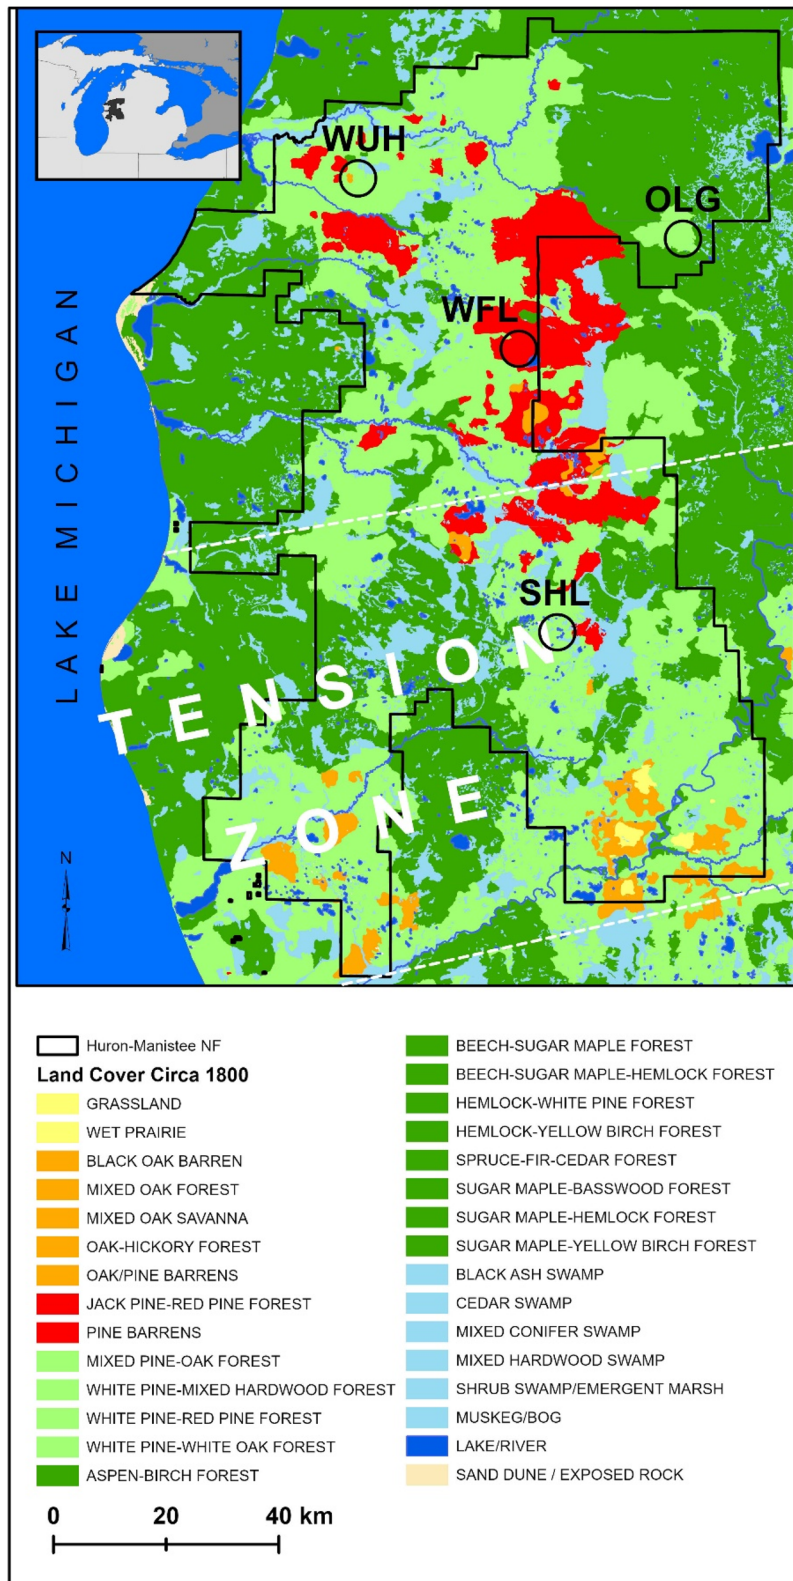 WUH
OLG
WFL
LAKE MICHIGAN
SHL
TENSION
ZONE
N
Huron-Manistee NF
Land Cover Circa 1800
GRASSLAND
WET PRAIRIE
BLACK OAK BARREN
MIXED OAK FOREST
MIXED OAK SAVANNA
OAK-HICKORY FOREST
OAK/PINE BARRENS
JACK PINE-RED PINE FOREST
PINE BARRENS
MIXED PINE-OAK FOREST
WHITE PINE-MIXED HARDWOOD FOREST
WHITE PINE-RED PINE FOREST
WHITE PINE-WHITE OAK FOREST
ASPEN-BIRCH FOREST
BEECH-SUGAR MAPLE FOREST
BEECH-SUGAR MAPLE-HEMLOCK FOREST
HEMLOCK-WHITE PINE FOREST
HEMLOCK-YELLOW BIRCH FOREST
SPRUCE-FIR-CEDAR FOREST
SUGAR MAPLE-BASSWOOD FOREST
SUGAR MAPLE-HEMLOCK FOREST
SUGAR MAPLE-YELLOW BIRCH FOREST
BLACK ASH SWAMP
CEDAR SWAMP
MIXED CONIFER SWAMP
MIXED HARDWOOD SWAMP
SHRUB SWAMP/EMERGENT MARSH
MUSKEG/BOG
LAKE/RIVER
SAND DUNE / EXPOSED ROCK
0 20 40 km